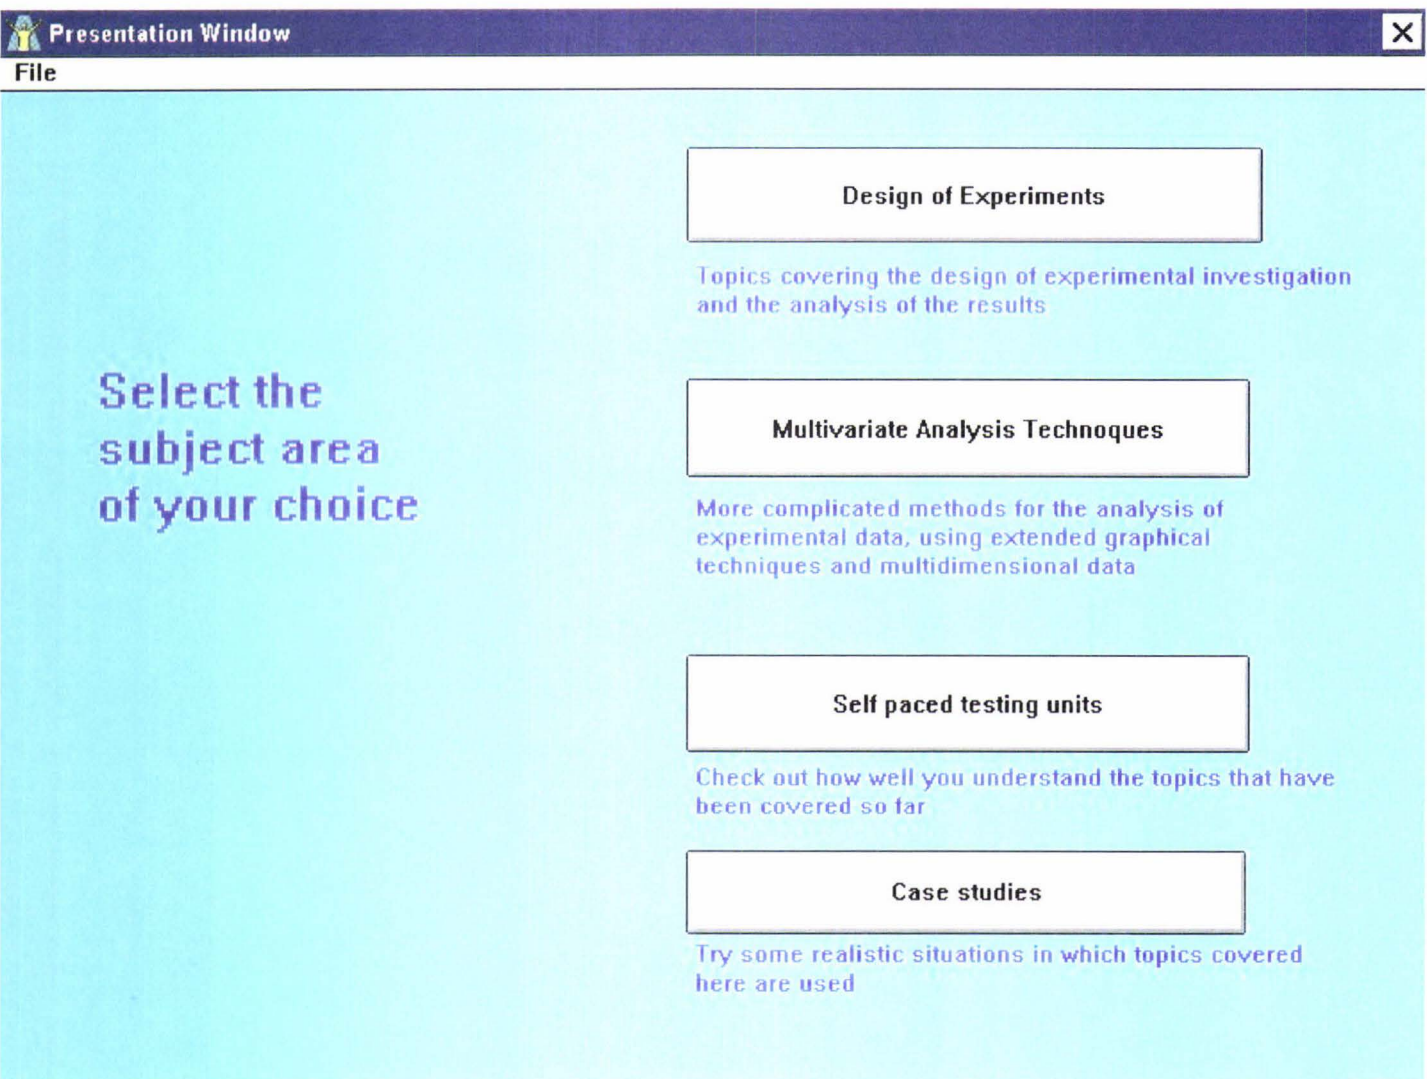 Presentation Window
File
Design of Experiments
Topics covering the design of experimental investigation
and the analysis of the results
Select the
subject area
of your choice
Multivariate Analysis Technoques
More complicated methods for the analysis of
experimental data, using extended graphical
techniques and multidimensional data
Self paced testing units
Check out how well you understand the topics that have
been covered so far
Case studies
Try some realistic situations in which topics covered
here are used